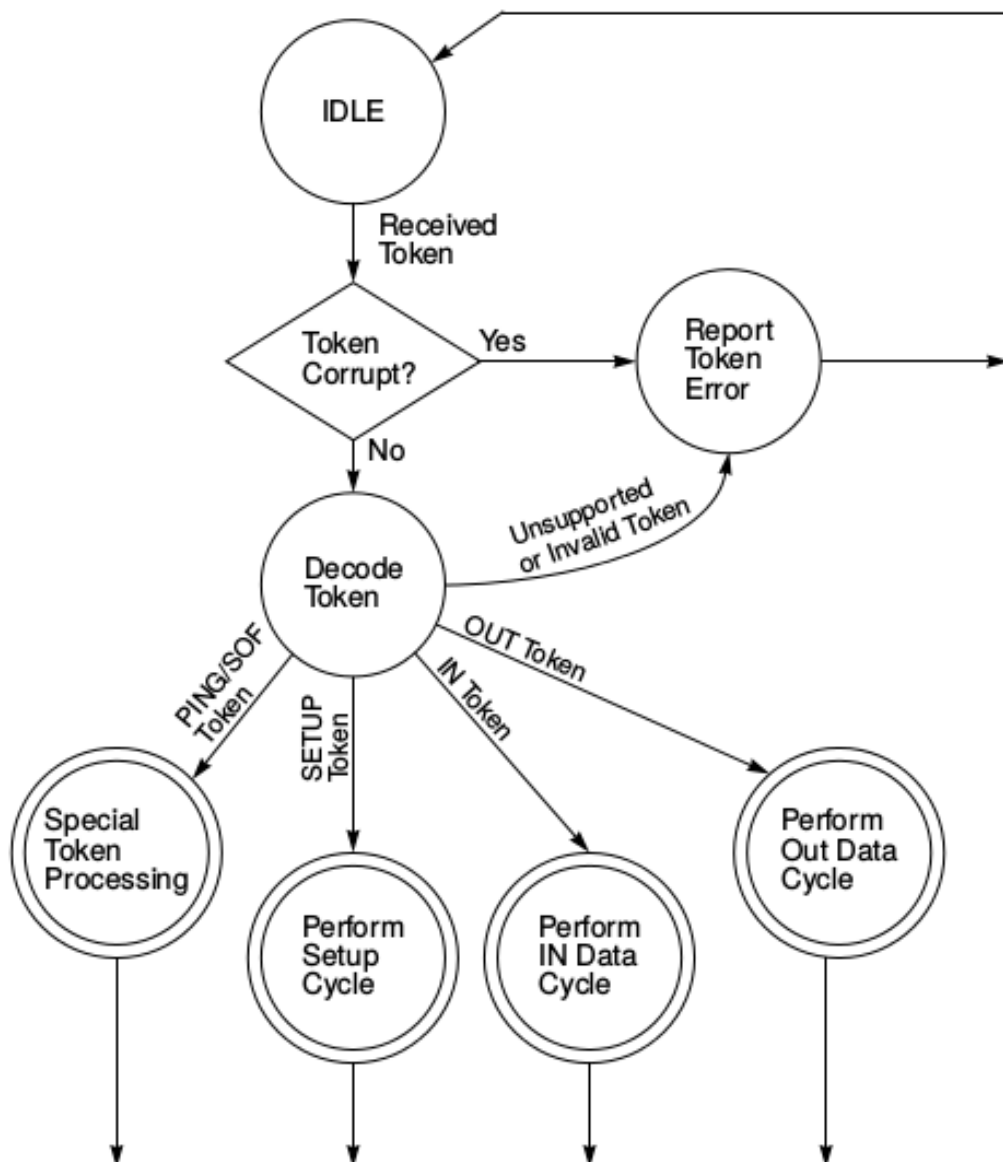 IDLE
Received
Token
Token
Corrupt?
Yes
Report
Token
Error
No
Unsupported
or Invalid Token
Decode
Token
PING/SOF
Token
SETUP
Token
IN Token
OUT Token
Special
Token
Processing
Perform
Setup
Cycle
Perform
IN Data
Cycle
Perform
Out Data
Cycle